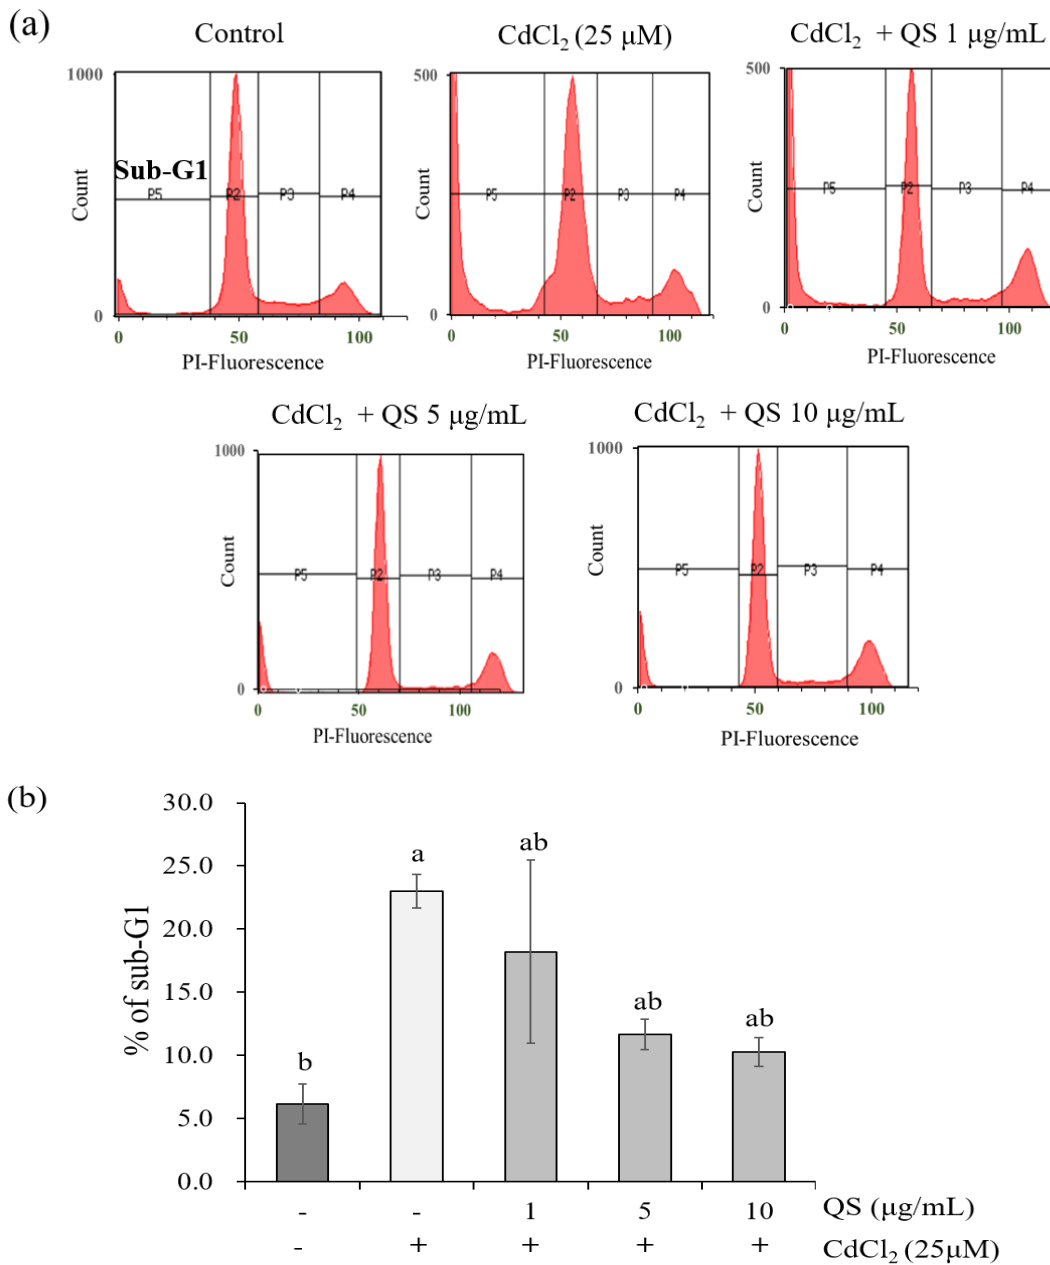 (a)
Control
CdCl2 (25 μM)
CdCl2 + QS 1 μg/mL
1000
Sub-G1
P5 P2 P3 P4
Count
0
0 50 100
PI-Fluorescence
500
P5 P2 P3 P4
Count
0
0 50 100
PI-Fluorescence
500
P5 P2 P3 P4
Count
0
0 50 100
PI-Fluorescence
CdCl2 + QS 5 μg/mL
CdCl2 + QS 10 μg/mL
1000
P5 P2 P3 P4
Count
0
0 50 100
PI-Fluorescence
1000
P5 P2 P3 P4
Count
0
0 50 100
PI-Fluorescence
(b)
% of sub-G1
30.0
25.0
20.0
15.0
10.0
5.0
0.0
b a ab ab ab
- - 1 5 10 QS (μg/mL)
- + + + + CdCl2 (25μM)